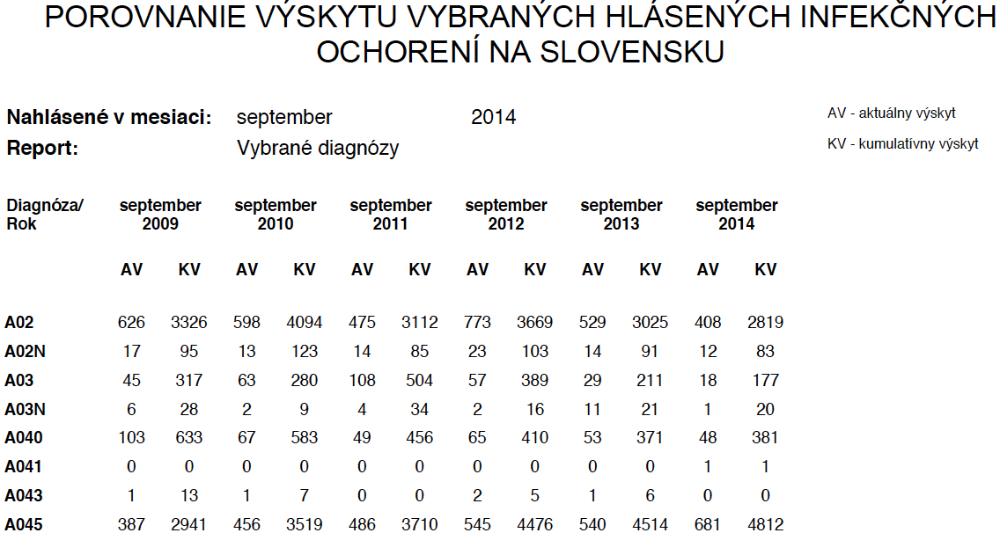 POROVNANIE VÝSKYTU VYBRANÝCH HLÁSENÝCH INFEKČNÝCH
OCHORENÍ NA SLOVENSKU
Nahlásené v mesiaci: september 2014 AV - aktuálny výskyt
Report: Vybrané diagnózy KV - kumulatívny výskyt
Diagnóza/ september september september september september september
Rok 2009 2010 2011 2012 2013 2014
AV KV AV KV AV KV AV KV AV KV AV KV
A02 626 3326 598 4094 475 3112 773 3669 529 3025 408 2819
A02N 17 95 13 123 14 85 23 103 14 91 12 83
A03 45 317 63 280 108 504 57 389 29 211 18 177
A03N 6 28 2 9 4 34 2 16 11 21 1 20
A040 103 633 67 583 49 456 65 410 53 371 48 381
A041 0 0 0 0 0 0 0 0 0 0 1 1
A043 1 13 1 7 0 0 2 5 1 6 0 0
A045 387 2941 456 3519 486 3710 545 4476 540 4514 681 4812